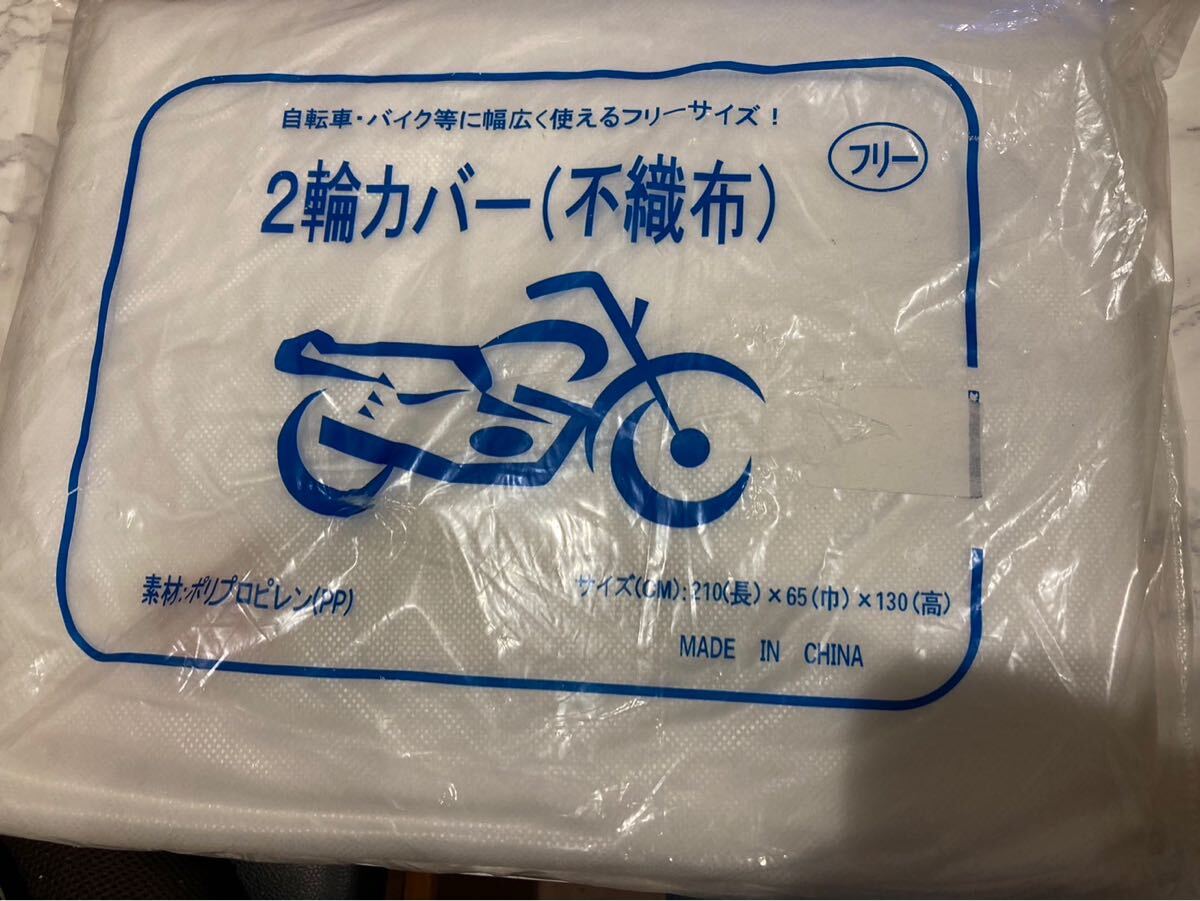 自転車・バイク等に幅広く使えるフリーサイズ！
フリー
2輪カバー(不織布)
素材:ポリプロピレン(PP)
サイズ(CM):210(長)×65(巾)×130(高)
MADE IN CHINA